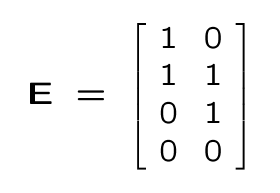 E = [ 1 0
1 1
0 1
0 0 ]